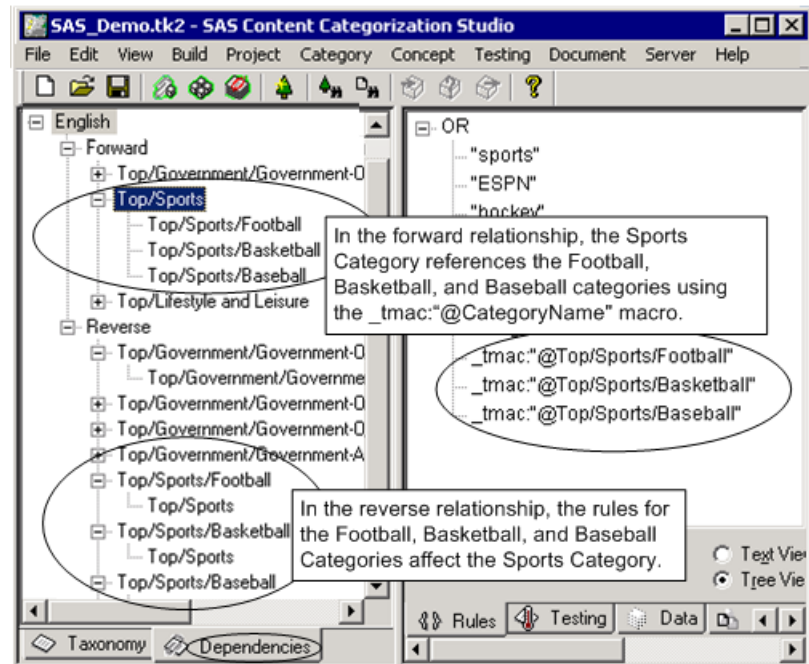 SAS_Demo.tk2 - SAS Content Categorization Studio
File Edit View Build Project Category Concept Testing Document Server Help
English
Forward
Top/Government/Government-O
Top/Sports
Top/Sports/Football
Top/Sports/Basketball
Top/Sports/Baseball
Top/Lifestyle and Leisure
Reverse
Top/Government/Government-O
Top/Government/Governme
Top/Government/Government-O
Top/Government/Government-O
Top/Government/Government-A
Top/Sports/Football
Top/Sports
Top/Sports/Basketball
Top/Sports
Top/Sports/Baseball
Taxonomy
Dependencies
OR
"sports"
"ESPN"
"hockey"
In the forward relationship, the Sports
Category references the Football,
Basketball, and Baseball categories using
the _tmac:"@CategoryName" macro.
_tmac:"@Top/Sports/Football"
_tmac:"@Top/Sports/Basketball"
_tmac:"@Top/Sports/Baseball"
In the reverse relationship, the rules for
the Football, Basketball, and Baseball
Categories affect the Sports Category.
Text Vie
Tree Vie
Rules
Testing
Data